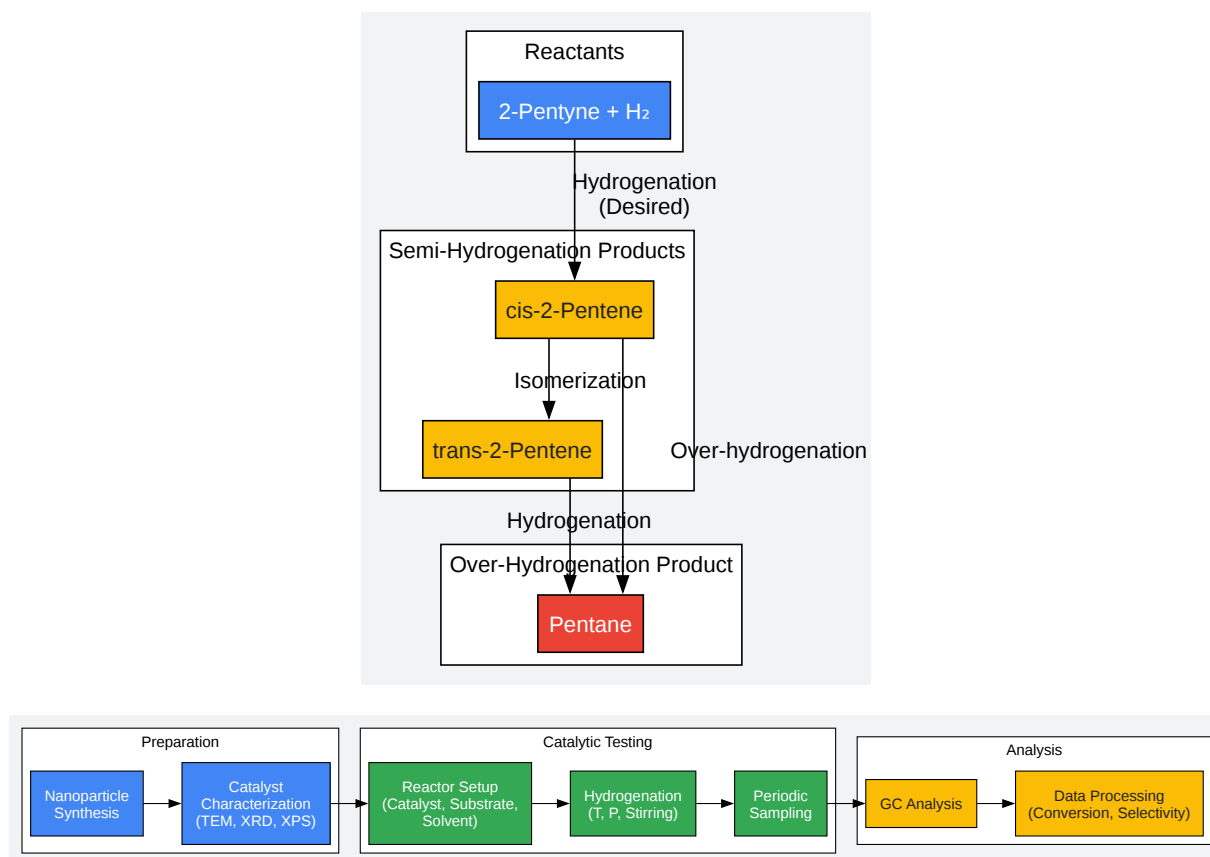 Reactants
2-Pentyne + H₂
Hydrogenation
(Desired)
Semi-Hydrogenation Products
cis-2-Pentene
Isomerization
trans-2-Pentene
Over-hydrogenation
Hydrogenation
Over-Hydrogenation Product
Pentane
Preparation
Nanoparticle
Synthesis
Catalyst
Characterization
(TEM, XRD, XPS)
Catalytic Testing
Reactor Setup
(Catalyst, Substrate,
Solvent)
Hydrogenation
(T, P, Stirring)
Periodic
Sampling
Analysis
GC Analysis
Data Processing
(Conversion, Selectivity)